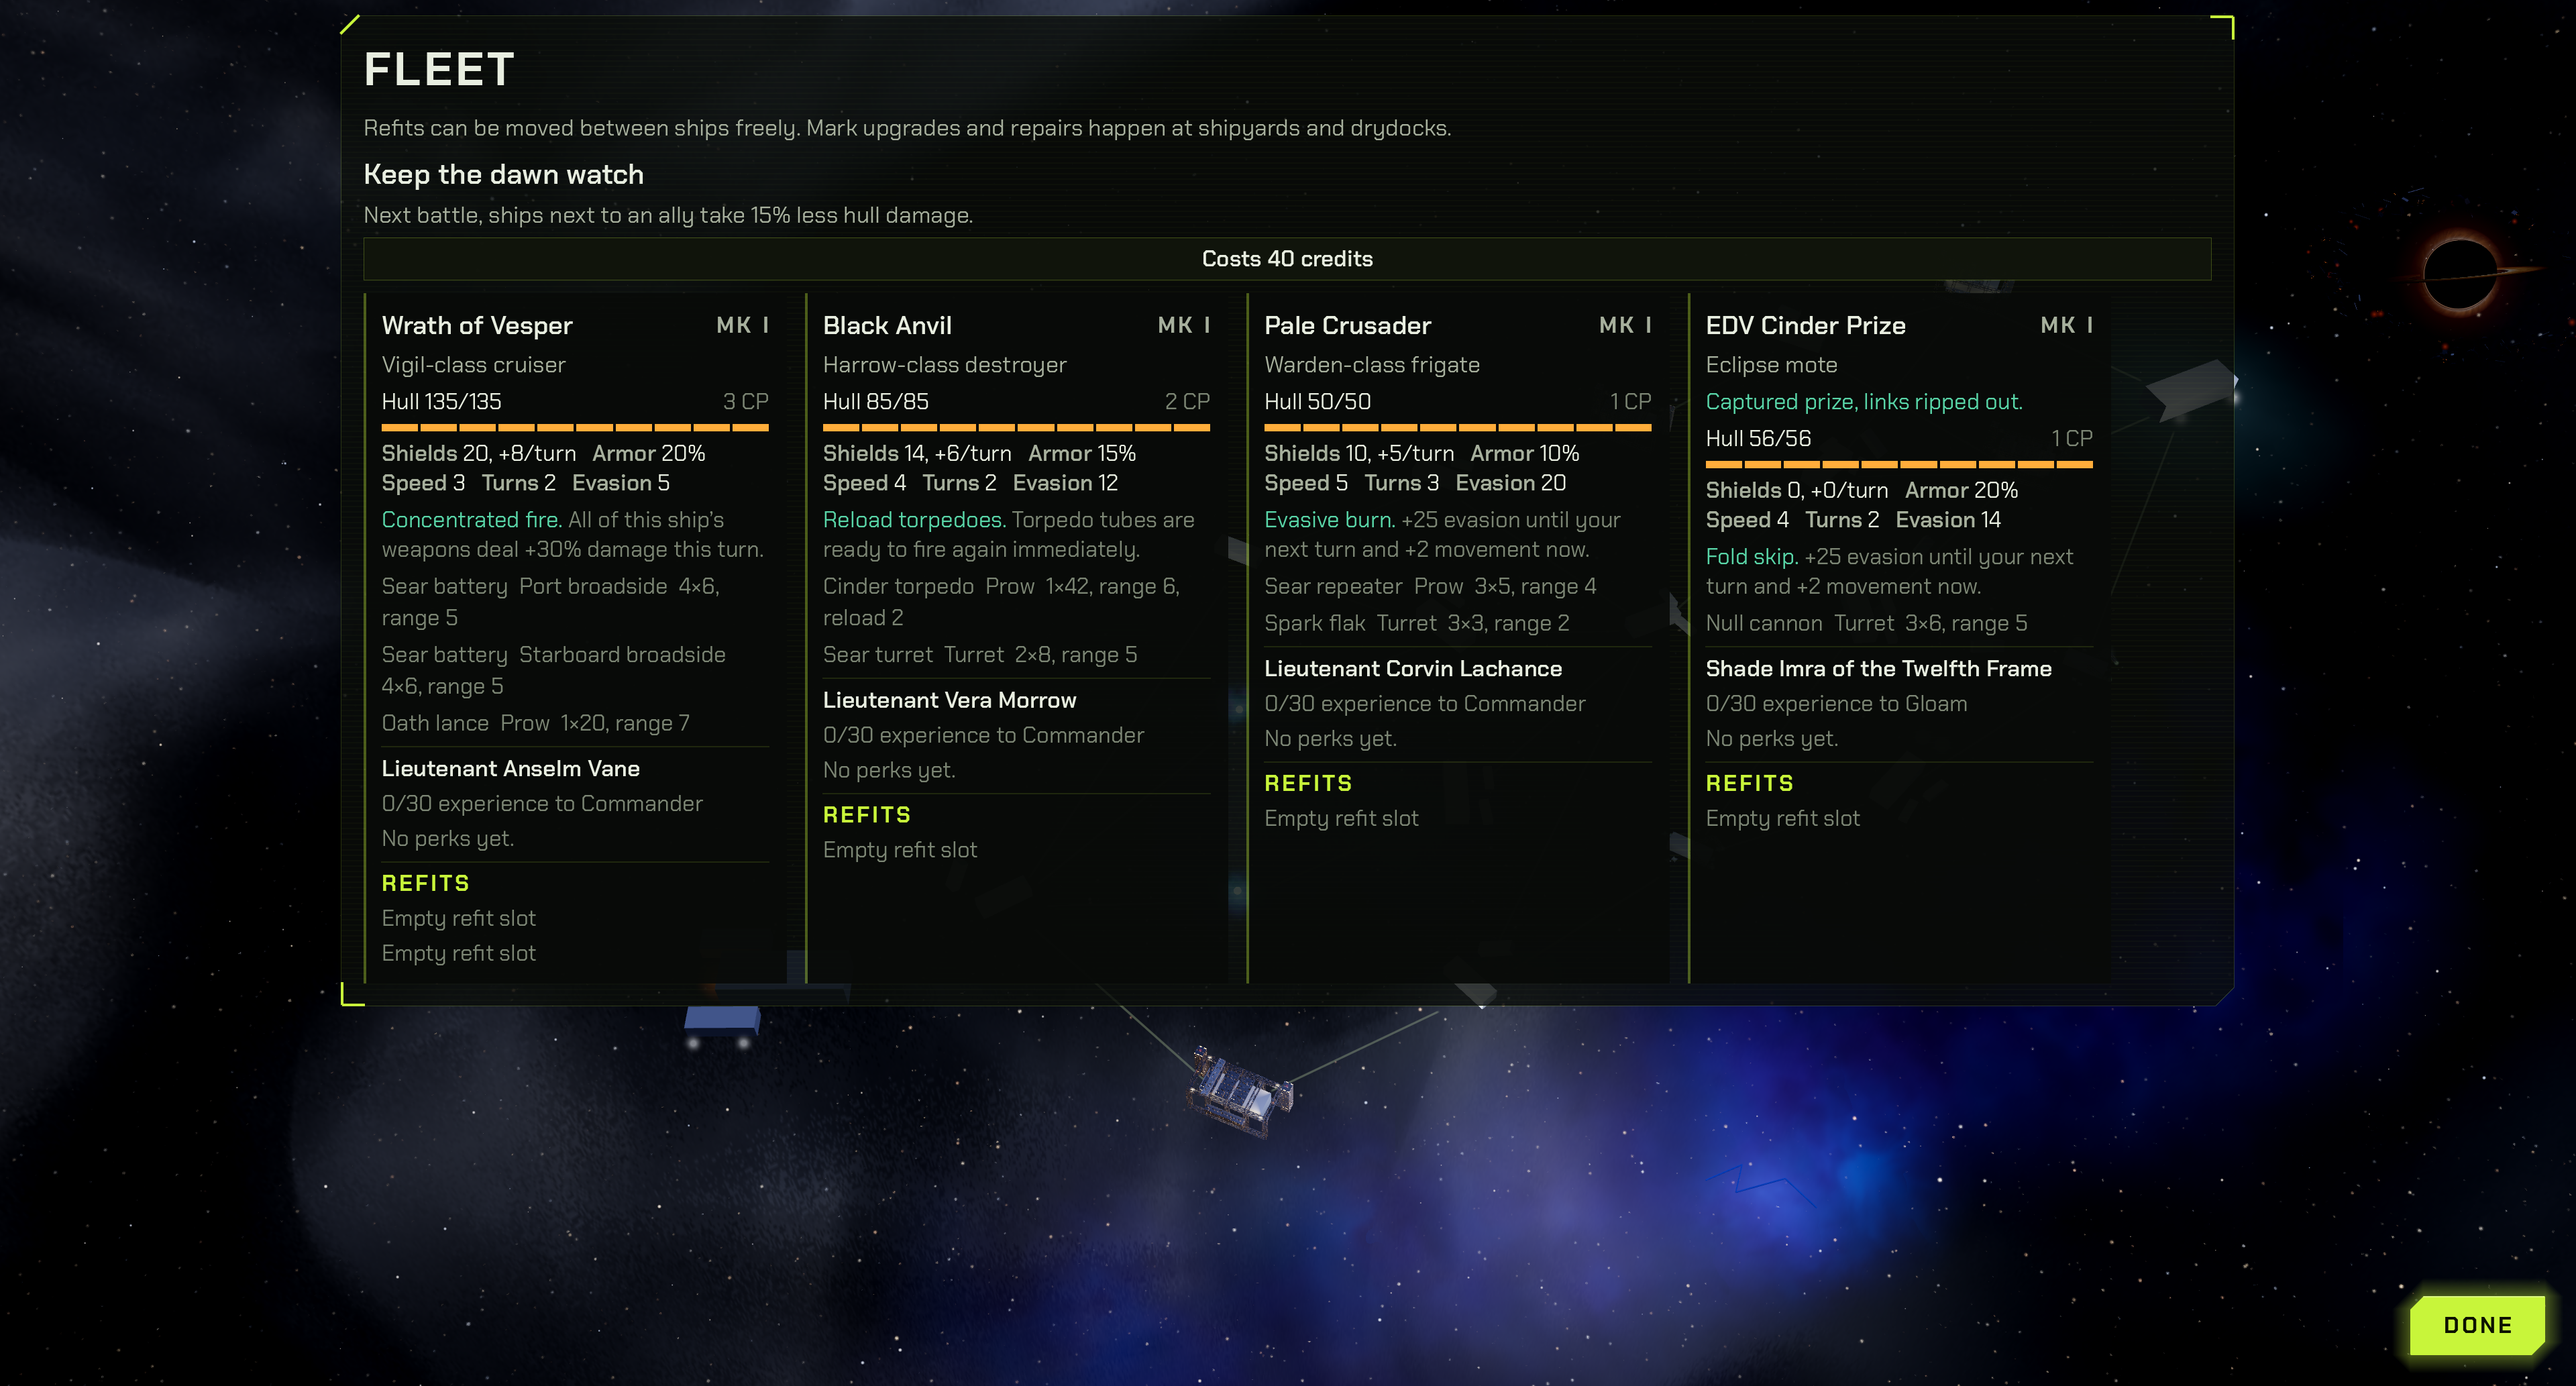 FLEET
Refits can be moved between ships freely. Mark upgrades and repairs happen at shipyards and drydocks.
Keep the dawn watch
Next battle, ships next to an ally take 15% less hull damage.
Costs 40 credits
Wrath of Vesper MK I
Vigil-class cruiser
Hull 135/135 3 CP
Shields 20, +8/turn Armor 20%
Speed 3 Turns 2 Evasion 5
Concentrated fire. All of this ship's
weapons deal +30% damage this turn.
Sear battery Port broadside 4×6,
range 5
Sear battery Starboard broadside
4×6, range 5
Oath lance Prow 1×20, range 7
Lieutenant Anselm Vane
0/30 experience to Commander
No perks yet.
REFITS
Empty refit slot
Empty refit slot
Black Anvil MK I
Harrow-class destroyer
Hull 85/85 2 CP
Shields 14, +6/turn Armor 15%
Speed 4 Turns 2 Evasion 12
Reload torpedoes. Torpedo tubes are
ready to fire again immediately.
Cinder torpedo Prow 1×42, range 6,
reload 2
Sear turret Turret 2×8, range 5
Lieutenant Vera Morrow
0/30 experience to Commander
No perks yet.
REFITS
Empty refit slot
Pale Crusader MK I
Warden-class frigate
Hull 50/50 1 CP
Shields 10, +5/turn Armor 10%
Speed 5 Turns 3 Evasion 20
Evasive burn. +25 evasion until your
next turn and +2 movement now.
Sear repeater Prow 3×5, range 4
Spark flak Turret 3×3, range 2
Lieutenant Corvin Lachance
0/30 experience to Commander
No perks yet.
REFITS
Empty refit slot
EDV Cinder Prize MK I
Eclipse mote
Captured prize, links ripped out.
Hull 56/56 1 CP
Shields 0, +0/turn Armor 20%
Speed 4 Turns 2 Evasion 14
Fold skip. +25 evasion until your next
turn and +2 movement now.
Null cannon Turret 3×6, range 5
Shade Imra of the Twelfth Frame
0/30 experience to Gloam
No perks yet.
REFITS
Empty refit slot
DONE